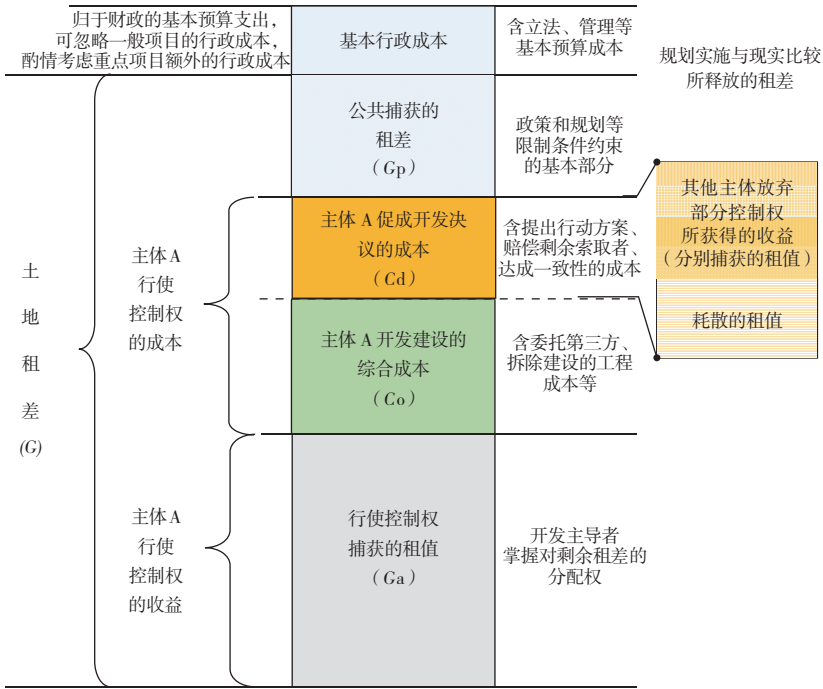 归于财政的基本预算支出，
可忽略一般项目的行政成本，
酌情考虑重点项目额外的行政成本
基本行政成本
含立法、管理等
基本预算成本
规划实施与现实比较
所释放的租差
公共捕获的
租差
（Gp）
政策和规划等
限制条件约束
的基本部分
主体 A 促成开发决
议的成本
（Cd）
含提出行动方案、
赔偿剩余索取者、
达成一致性的成本
其他主体放弃
部分控制权
所获得的收益
（分别捕获的租值）
耗散的租值
主体 A
行使
控制权
的成本
土
地
租
差
(G)
主体 A 开发建设的
综合成本
（Co）
含委托第三方、
拆除建设的工程
成本等
主体 A
行使
控制权
的收益
行使控制权
捕获的租值
（Ga）
开发主导者
掌握对剩余租差的
分配权